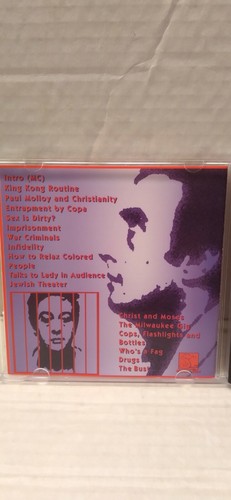 Intro (MC)
King Kong Routine
Paul Molloy and Christianity
Entrapment by Cops
Sex is Dirty?
Imprisonment
War Criminals
Infidelity
How to Relax Colored
People
Talks to Lady in Audience
Jewish Theater
Christ and Moses
The Milwaukee Gig
Cops, Flashlights and
Bottles
Who's a Fag
Drugs
The Bust